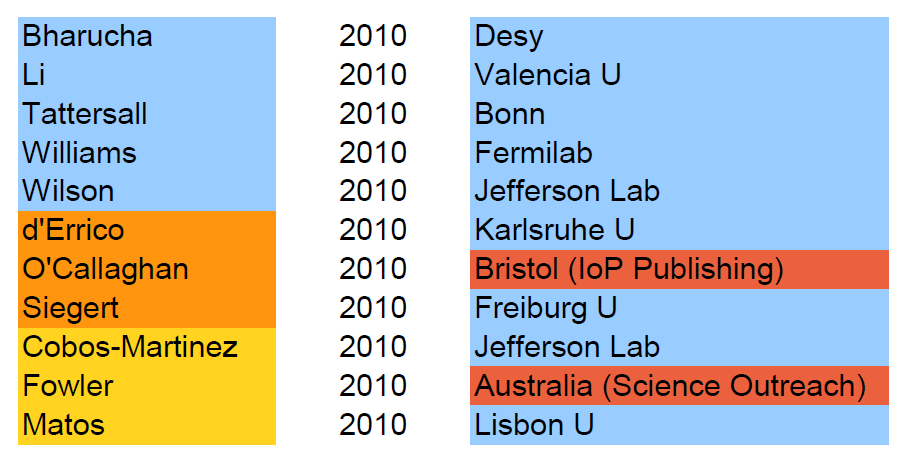 Bharucha 2010 Desy
Li 2010 Valencia U
Tattersall 2010 Bonn
Williams 2010 Fermilab
Wilson 2010 Jefferson Lab
d'Errico 2010 Karlsruhe U
O'Callaghan 2010 Bristol (IoP Publishing)
Siegert 2010 Freiburg U
Cobos-Martinez 2010 Jefferson Lab
Fowler 2010 Australia (Science Outreach)
Matos 2010 Lisbon U